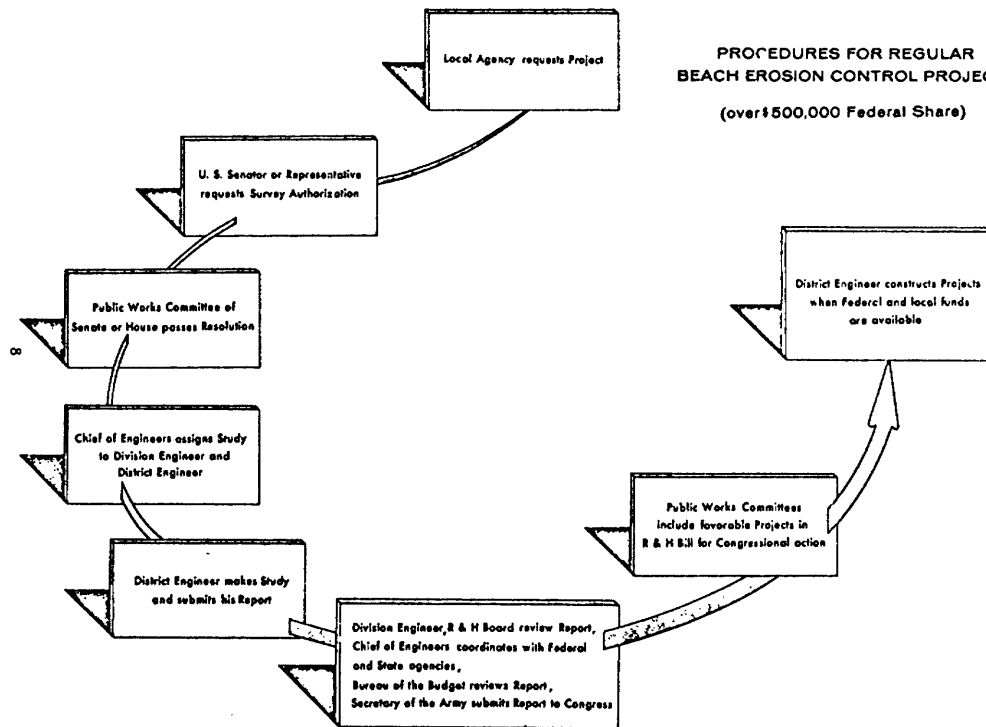 PROCEDURES FOR REGULAR
BEACH EROSION CONTROL PROJEC
(over $500,000 Federal Share)
Local Agency requests Project
U. S. Senator or Representative
requests Survey Authorization
Public Works Committee of
Senate or House passes Resolution
8
Chief of Engineers assigns Study
to Division Engineer and
District Engineer
District Engineer makes Study
and submits his Report
Division Engineer, R & H Board review Report,
Chief of Engineers coordinates with Federal
and State agencies,
Bureau of the Budget reviews Report,
Secretary of the Army submits Report to Congress
Public Works Committees
include favorable Projects in
R & H Bill for Congressional action
District Engineer constructs Projects
when Federal and local funds
are available